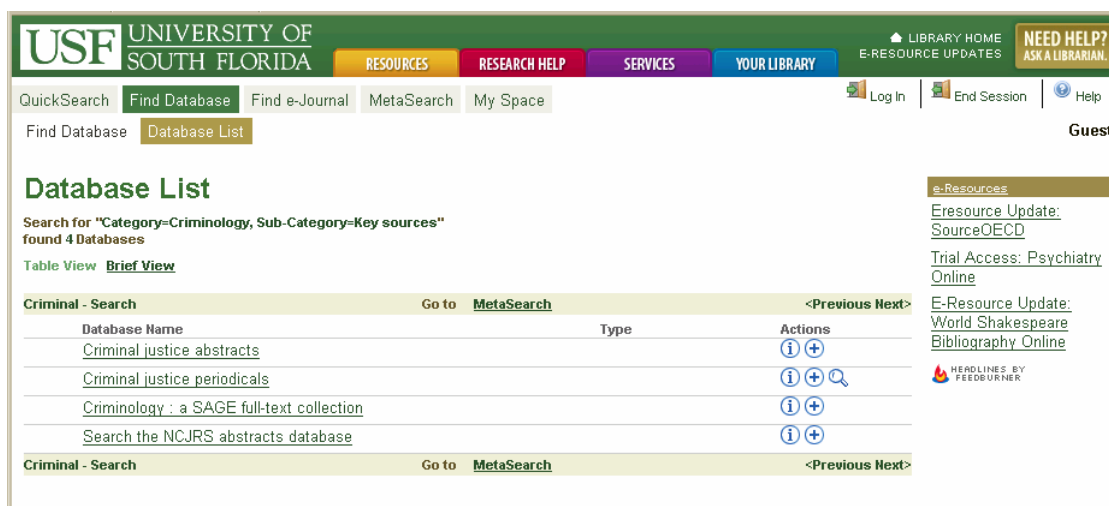 USF UNIVERSITY OF SOUTH FLORIDA
RESOURCES RESEARCH HELP SERVICES YOUR LIBRARY
LIBRARY HOME
E-RESOURCE UPDATES
NEED HELP?
ASK A LIBRARIAN.
QuickSearch Find Database Find e-Journal MetaSearch My Space
Log In End Session Help
Find Database Database List
Guest
Database List
Search for "Category=Criminology, Sub-Category=Key sources"
found 4 Databases
Table View Brief View
Criminal - Search Go to MetaSearch <Previous Next>
Database Name Type Actions
Criminal justice abstracts
Criminal justice periodicals
Criminology : a SAGE full-text collection
Search the NCJRS abstracts database
Criminal - Search Go to MetaSearch <Previous Next>
e-Resources
Eresource Update:
SourceOECD
Trial Access: Psychiatry
Online
E-Resource Update:
World Shakespeare
Bibliography Online
HEADLINES BY
FEEDBURNER